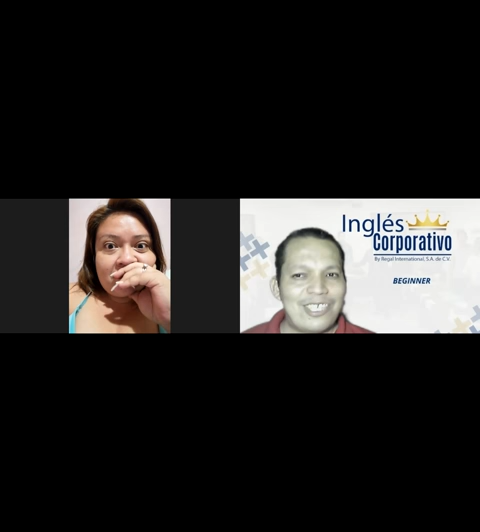 Inglés
Corporativo
By Regal International, S.A. de C.V.
BEGINNER